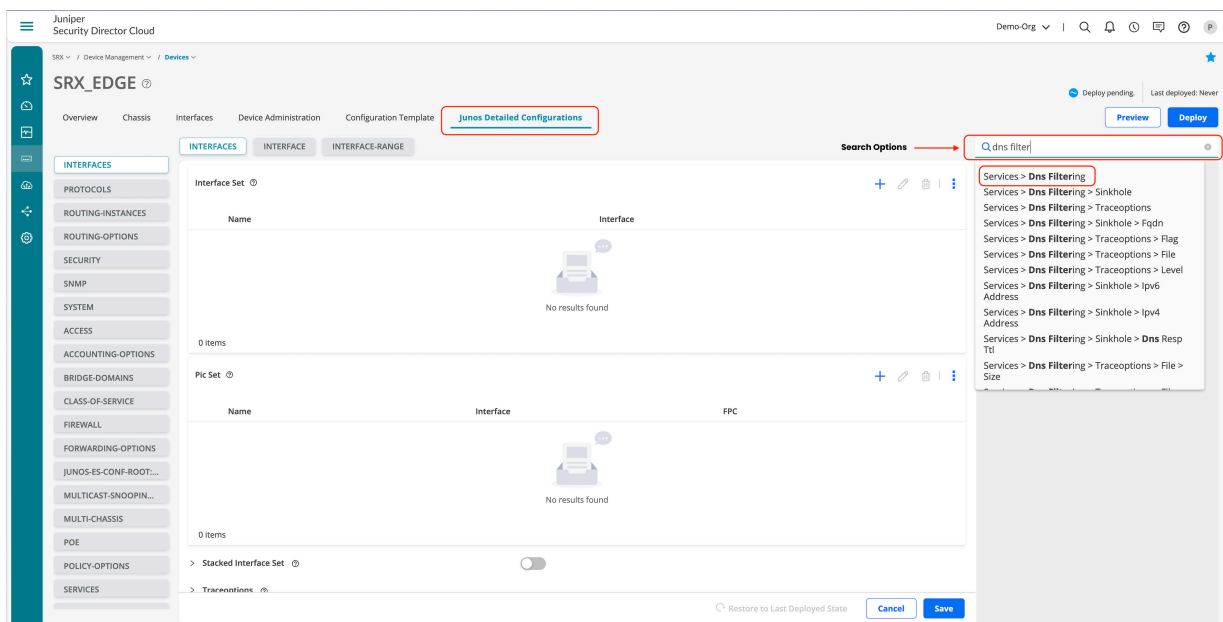 Juniper
Security Director Cloud
Demo-Org
P
SRX / Device Management / Devices
SRX_EDGE
Deploy pending. Last deployed: Never
Overview Chassis Interfaces Device Administration Configuration Template Junos Detailed Configurations
Preview Deploy
INTERFACES INTERFACE INTERFACE-RANGE
Search Options
dns filter
INTERFACES
PROTOCOLS
ROUTING-INSTANCES
ROUTING-OPTIONS
SECURITY
SNMP
SYSTEM
ACCESS
ACCOUNTING-OPTIONS
BRIDGE-DOMAINS
CLASS-OF-SERVICE
FIREWALL
FORWARDING-OPTIONS
JUNOS-ES-CONF-ROOT:...
MULTICAST-SNOOPIN...
MULTI-CHASSIS
POE
POLICY-OPTIONS
SERVICES
Interface Set
Name Interface
No results found
0 items
Pic Set
Name Interface FPC
No results found
0 items
> Stacked Interface Set
> Traceoptions
Restore to Last Deployed State Cancel Save
Services > Dns Filtering
Services > Dns Filtering > Sinkhole
Services > Dns Filtering > Traceoptions
Services > Dns Filtering > Sinkhole > Fqdn
Services > Dns Filtering > Traceoptions > Flag
Services > Dns Filtering > Traceoptions > File
Services > Dns Filtering > Traceoptions > Level
Services > Dns Filtering > Sinkhole > Ipv6
Address
Services > Dns Filtering > Sinkhole > Ipv4
Address
Services > Dns Filtering > Sinkhole > Dns Resp
Ttl
Services > Dns Filtering > Traceoptions > File >
Size